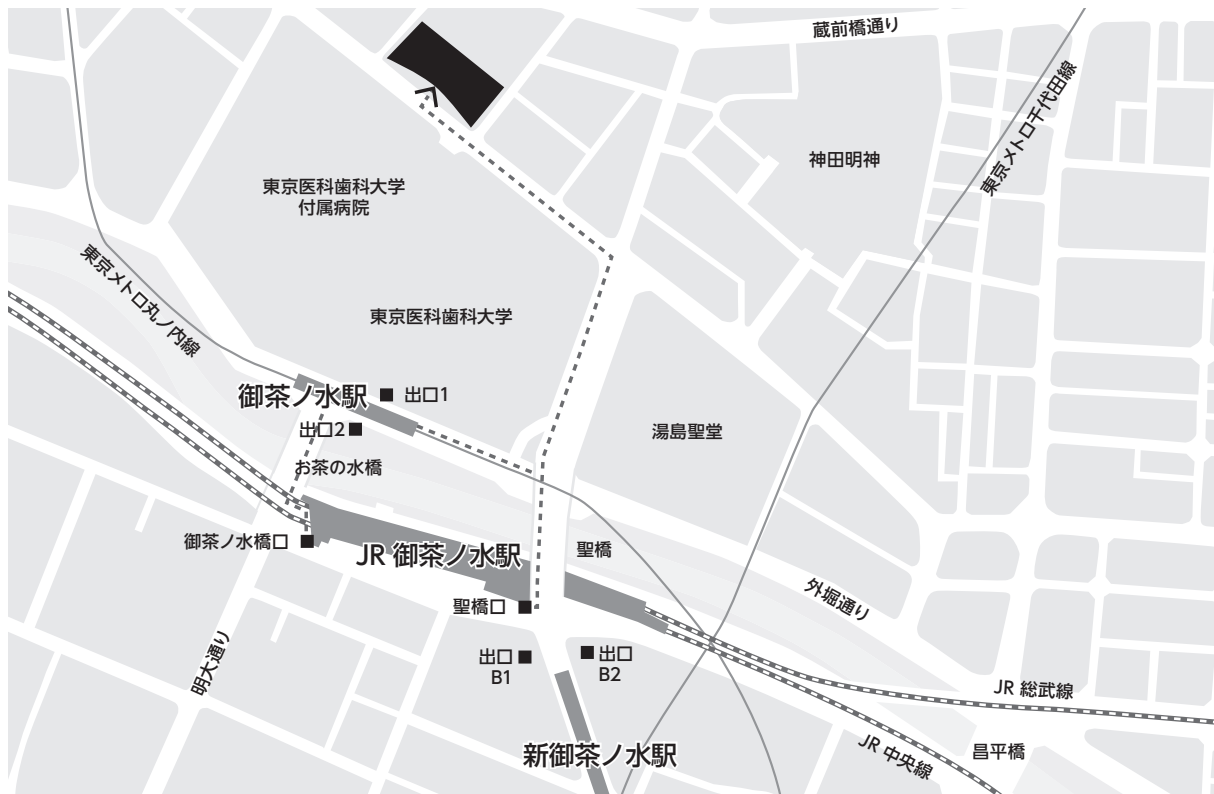 蔵前橋通り
東京メトロ千代田線
神田明神
東京医科歯科大学
付属病院
東京メトロ丸ノ内線
東京医科歯科大学
御茶ノ水駅
出口1
出口2
湯島聖堂
お茶の水橋
御茶ノ水橋口
JR 御茶ノ水駅
聖橋
外堀通り
聖橋口
明大通り
出口
B1
出口
B2
JR 総武線
新御茶ノ水駅
JR 中央線
昌平橋